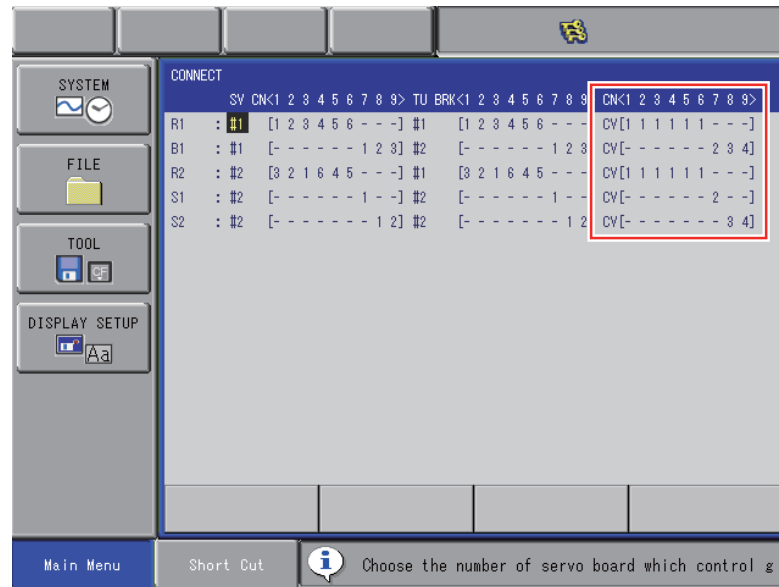 CONNECT
SV CN<1 2 3 4 5 6 7 8 9> TU BRK<1 2 3 4 5 6 7 8 9 CN<1 2 3 4 5 6 7 8 9>
R1 : #1 [1 2 3 4 5 6 - - -] #1 [1 2 3 4 5 6 - - - CV[1 1 1 1 1 1 - - -]
B1 : #1 [- - - - - - 1 2 3] #2 [- - - - - - 1 2 3 CV[- - - - - - 2 3 4]
R2 : #2 [3 2 1 6 4 5 - - -] #1 [3 2 1 6 4 5 - - - CV[1 1 1 1 1 1 - - -]
S1 : #2 [- - - - - - 1 - -] #2 [- - - - - - 1 - - CV[- - - - - - 2 - -]
S2 : #2 [- - - - - - - 1 2] #2 [- - - - - - - 1 2 CV[- - - - - - - 3 4]
SYSTEM
FILE
TOOL
CF
DISPLAY SETUP
Aa
Main Menu
Short Cut
i
Choose the number of servo board which control g